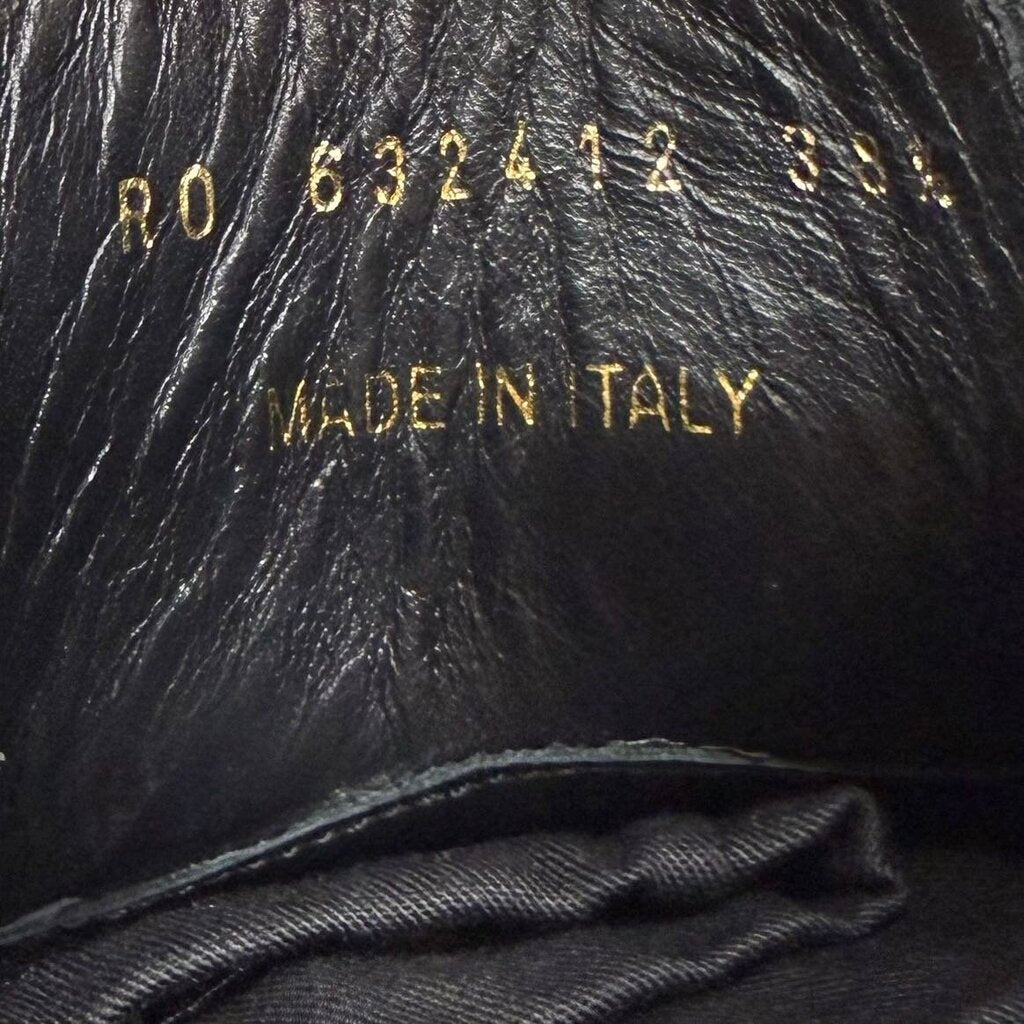 RO 632412 38½
MADE IN ITALY